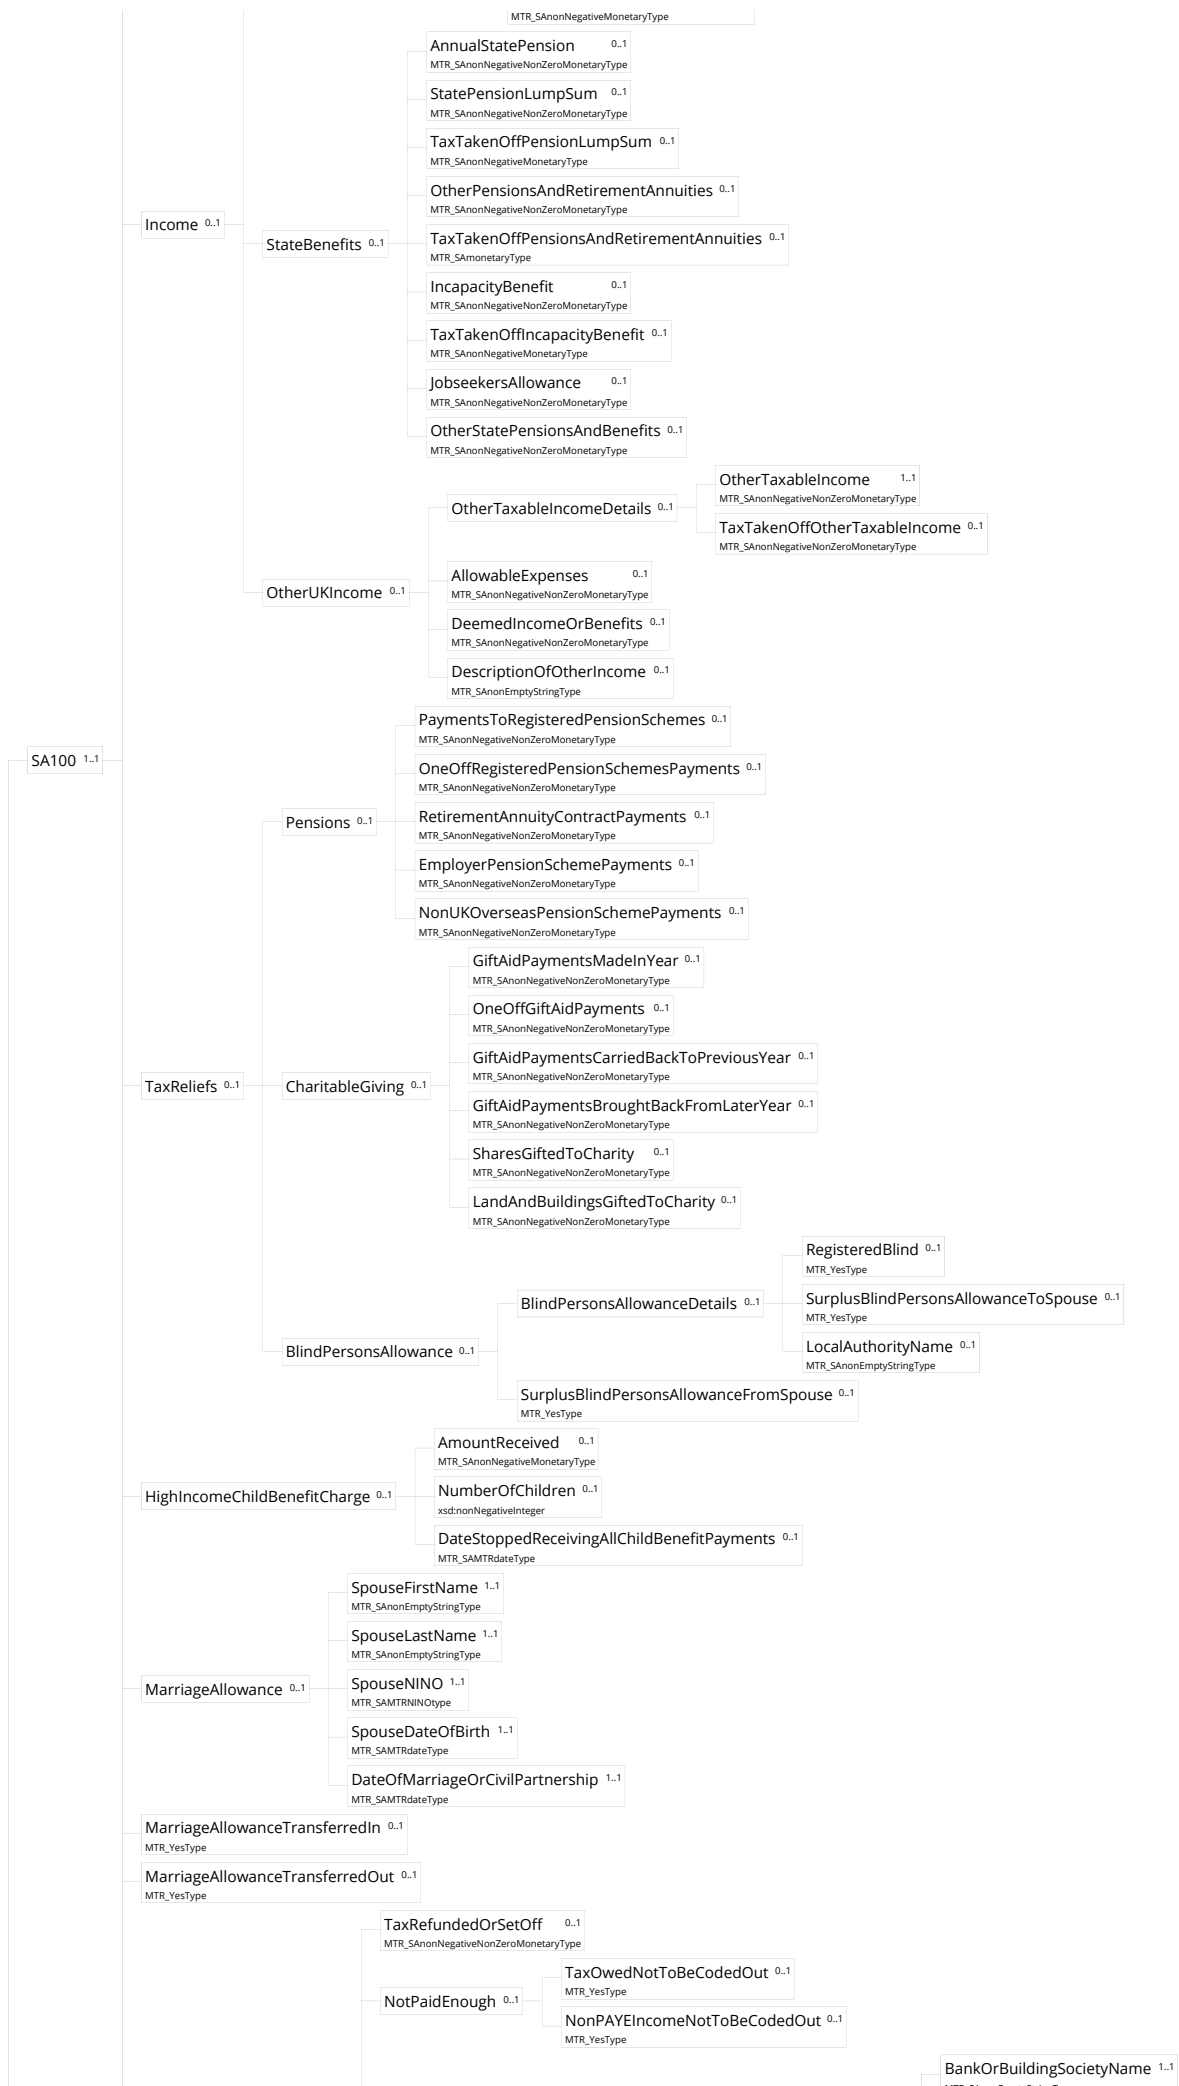 MTR_SAnonNegativeMonetaryType
AnnualStatePension 0..1
MTR_SAnonNegativeNonZeroMonetaryType
StatePensionLumpSum 0..1
MTR_SAnonNegativeNonZeroMonetaryType
TaxTakenOffPensionLumpSum 0..1
MTR_SAnonNegativeMonetaryType
OtherPensionsAndRetirementAnnuities 0..1
MTR_SAnonNegativeNonZeroMonetaryType
Income 0..1
StateBenefits 0..1
TaxTakenOffPensionsAndRetirementAnnuities 0..1
MTR_SAmonetaryType
IncapacityBenefit 0..1
MTR_SAnonNegativeNonZeroMonetaryType
TaxTakenOffIncapacityBenefit 0..1
MTR_SAnonNegativeMonetaryType
JobseekersAllowance 0..1
MTR_SAnonNegativeNonZeroMonetaryType
OtherStatePensionsAndBenefits 0..1
MTR_SAnonNegativeNonZeroMonetaryType
OtherTaxableIncomeDetails 0..1
OtherTaxableIncome 1..1
MTR_SAnonNegativeNonZeroMonetaryType
TaxTakenOffOtherTaxableIncome 0..1
MTR_SAnonNegativeNonZeroMonetaryType
OtherUKIncome 0..1
AllowableExpenses 0..1
MTR_SAnonNegativeNonZeroMonetaryType
DeemedIncomeOrBenefits 0..1
MTR_SAnonNegativeNonZeroMonetaryType
DescriptionOfOtherIncome 0..1
MTR_SAnonEmptyStringType
SA100 1..1
PaymentsToRegisteredPensionSchemes 0..1
MTR_SAnonNegativeNonZeroMonetaryType
OneOffRegisteredPensionSchemesPayments 0..1
MTR_SAnonNegativeNonZeroMonetaryType
Pensions 0..1
RetirementAnnuityContractPayments 0..1
MTR_SAnonNegativeNonZeroMonetaryType
EmployerPensionSchemePayments 0..1
MTR_SAnonNegativeNonZeroMonetaryType
NonUKOverseasPensionSchemePayments 0..1
MTR_SAnonNegativeNonZeroMonetaryType
GiftAidPaymentsMadeInYear 0..1
MTR_SAnonNegativeNonZeroMonetaryType
OneOffGiftAidPayments 0..1
MTR_SAnonNegativeNonZeroMonetaryType
GiftAidPaymentsCarriedBackToPreviousYear 0..1
MTR_SAnonNegativeNonZeroMonetaryType
TaxReliefs 0..1
CharitableGiving 0..1
GiftAidPaymentsBroughtBackFromLaterYear 0..1
MTR_SAnonNegativeNonZeroMonetaryType
SharesGiftedToCharity 0..1
MTR_SAnonNegativeNonZeroMonetaryType
LandAndBuildingsGiftedToCharity 0..1
MTR_SAnonNegativeNonZeroMonetaryType
RegisteredBlind 0..1
MTR_YesType
BlindPersonsAllowanceDetails 0..1
SurplusBlindPersonsAllowanceToSpouse 0..1
MTR_YesType
BlindPersonsAllowance 0..1
LocalAuthorityName 0..1
MTR_SAnonEmptyStringType
SurplusBlindPersonsAllowanceFromSpouse 0..1
MTR_YesType
AmountReceived 0..1
MTR_SAnonNegativeMonetaryType
HighIncomeChildBenefitCharge 0..1
NumberOfChildren 0..1
xsd:nonNegativeInteger
DateStoppedReceivingAllChildBenefitPayments 0..1
MTR_SAMTRdateType
SpouseFirstName 1..1
MTR_SAnonEmptyStringType
SpouseLastName 1..1
MTR_SAnonEmptyStringType
MarriageAllowance 0..1
SpouseNINO 1..1
MTR_SAMTRNINOtype
SpouseDateOfBirth 1..1
MTR_SAMTRdateType
DateOfMarriageOrCivilPartnership 1..1
MTR_SAMTRdateType
MarriageAllowanceTransferredIn 0..1
MTR_YesType
MarriageAllowanceTransferredOut 0..1
MTR_YesType
TaxRefundedOrSetOff 0..1
MTR_SAnonNegativeNonZeroMonetaryType
NotPaidEnough 0..1
TaxOwedNotToBeCodedOut 0..1
MTR_YesType
NonPAYEIncomeNotToBeCodedOut 0..1
MTR_YesType
BankOrBuildingSocietyName 1..1